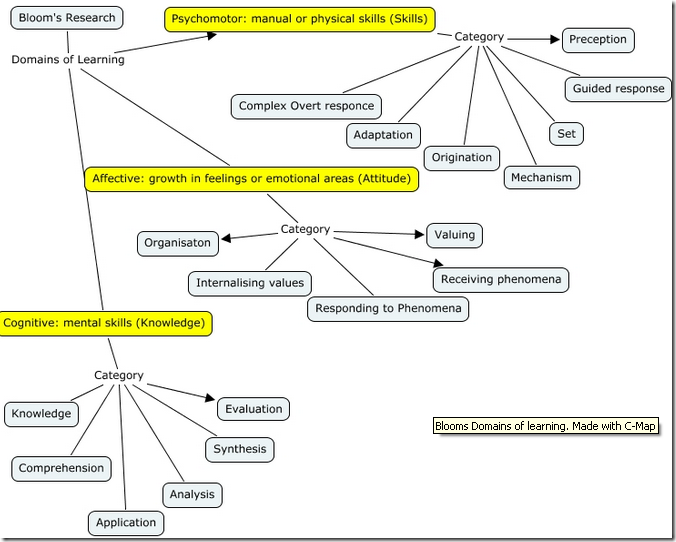 Bloom's Research
Psychomotor: manual or physical skills (Skills)
Domains of Learning
Category
Preception
Guided response
Complex Overt responce
Adaptation
Set
Origination
Mechanism
Affective: growth in feelings or emotional areas (Attitude)
Category
Valuing
Organisaton
Receiving phenomena
Internalising values
Responding to Phenomena
Cognitive: mental skills (Knowledge)
Category
Knowledge
Evaluation
Synthesis
Comprehension
Analysis
Application
Blooms Domains of learning. Made with C-Map